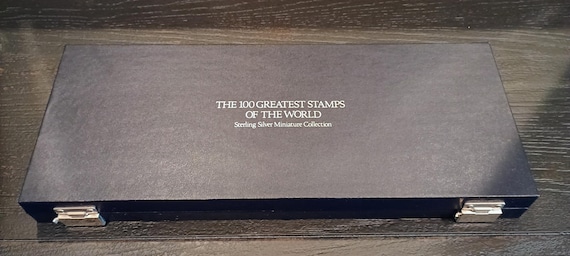 THE 100 GREATEST STAMPS
OF THE WORLD
Sterling Silver Miniature Collection